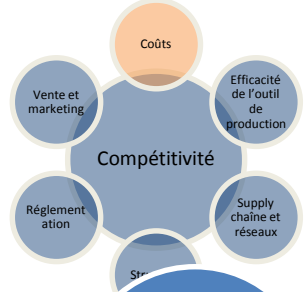 Coûts
Efficacité
de l'outil
de
production
Supply
chaîne et
réseaux
Réglement
ation
Vente et
marketing
Compétitivité